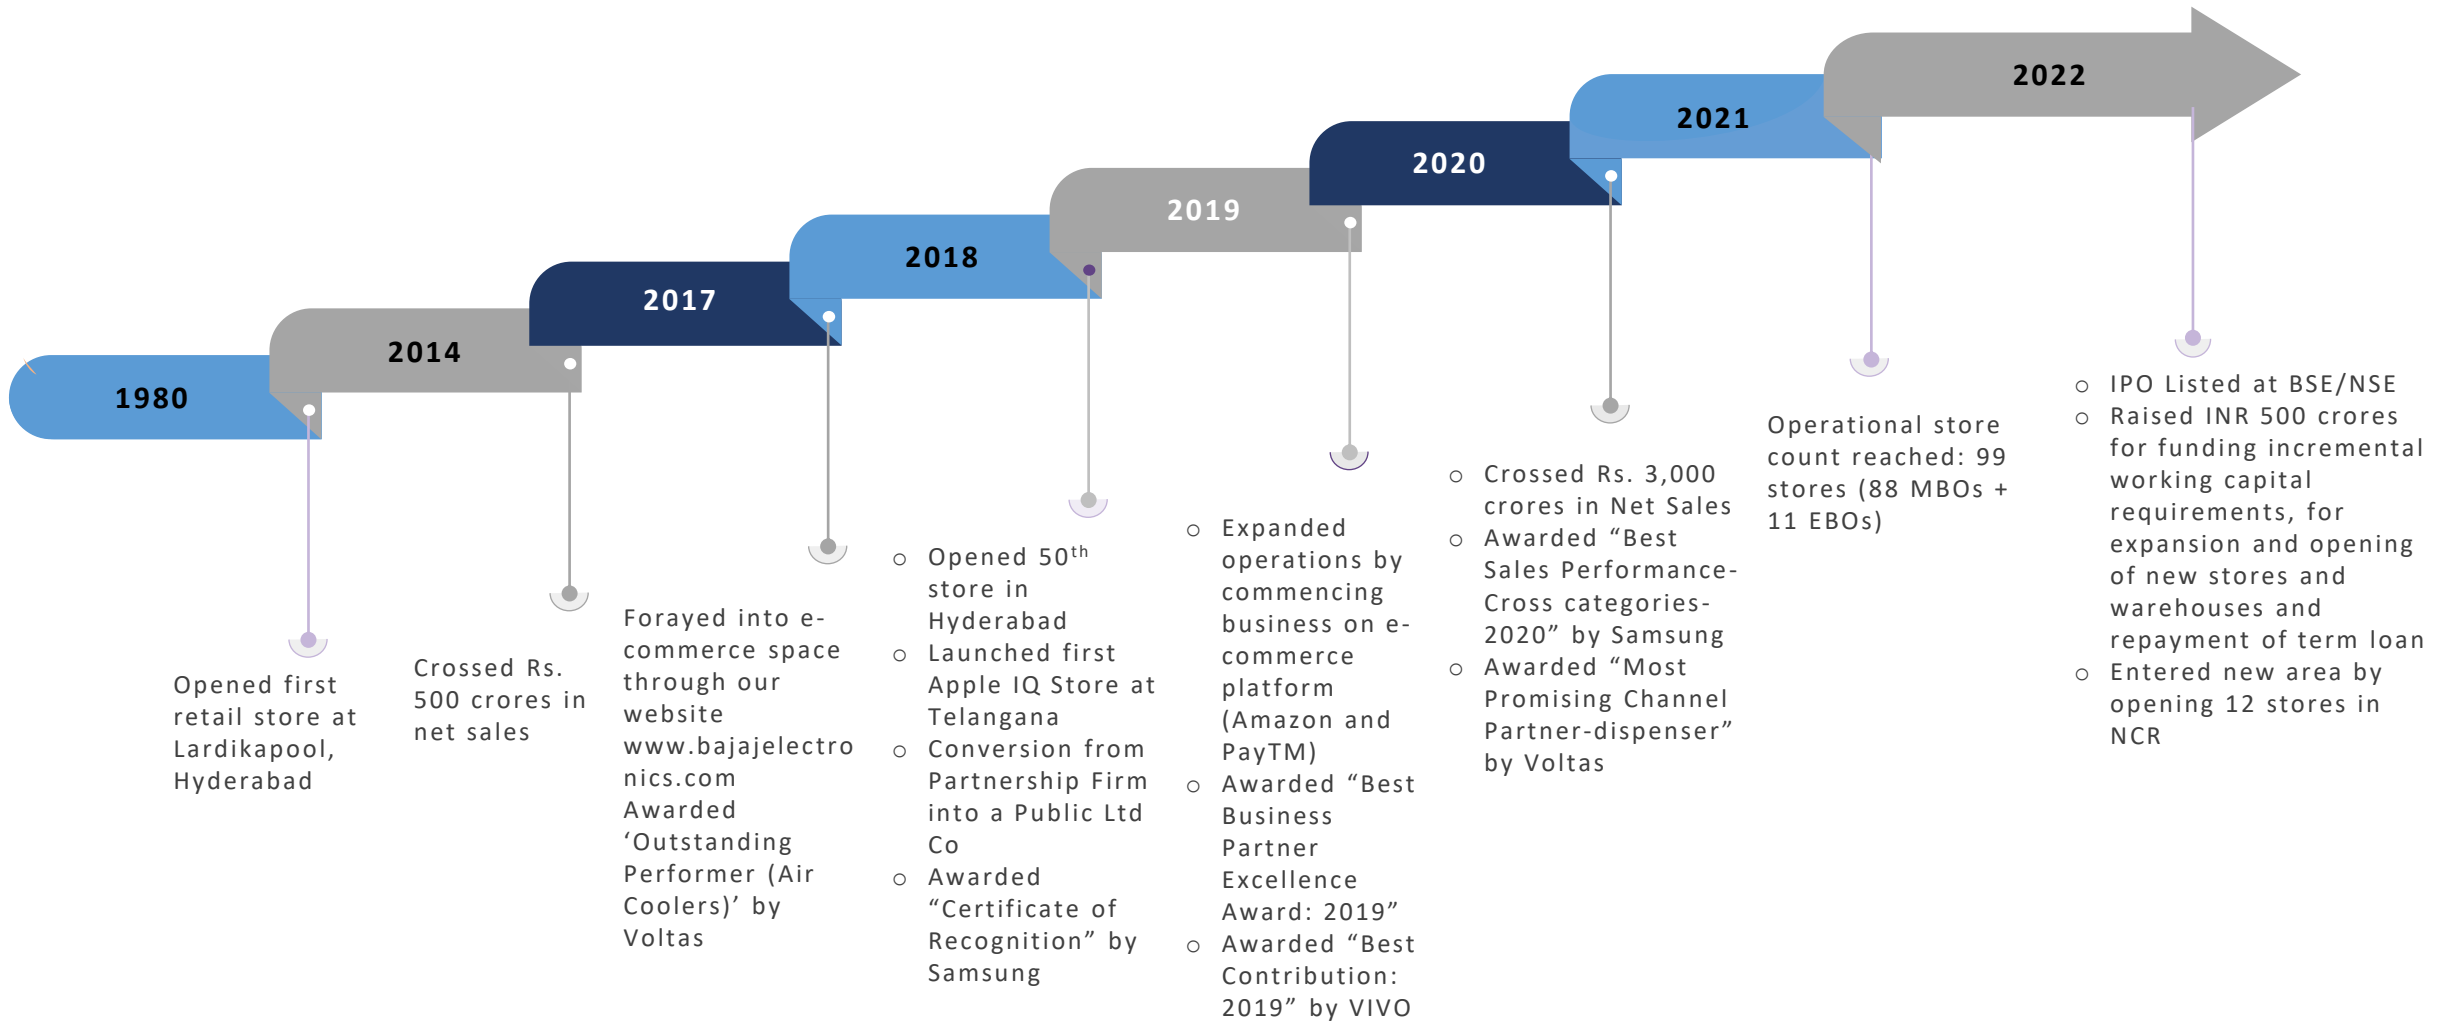 1980
Opened first
retail store at
Lardikapool,
Hyderabad
2014
Crossed Rs.
500 crores in
net sales
2017
Forayed into e-
commerce space
through our
website
www.bajajelectro
nics.com
Awarded
‘Outstanding
Performer (Air
Coolers)’ by
Voltas
2018
o Opened 50th
store in
Hyderabad
o Launched first
Apple IQ Store at
Telangana
o Conversion from
Partnership Firm
into a Public Ltd
Co
o Awarded
“Certificate of
Recognition” by
Samsung
2019
o Expanded
operations by
commencing
business on e-
commerce
platform
(Amazon and
PayTM)
o Awarded “Best
Business
Partner
Excellence
Award: 2019”
o Awarded “Best
Contribution:
2019” by VIVO
2020
o Crossed Rs. 3,000
crores in Net Sales
o Awarded “Best
Sales Performance-
Cross categories-
2020” by Samsung
o Awarded “Most
Promising Channel
Partner-dispenser”
by Voltas
2021
Operational store
count reached: 99
stores (88 MBOs +
11 EBOs)
2022
o IPO Listed at BSE/NSE
o Raised INR 500 crores
for funding incremental
working capital
requirements, for
expansion and opening
of new stores and
warehouses and
repayment of term loan
o Entered new area by
opening 12 stores in
NCR